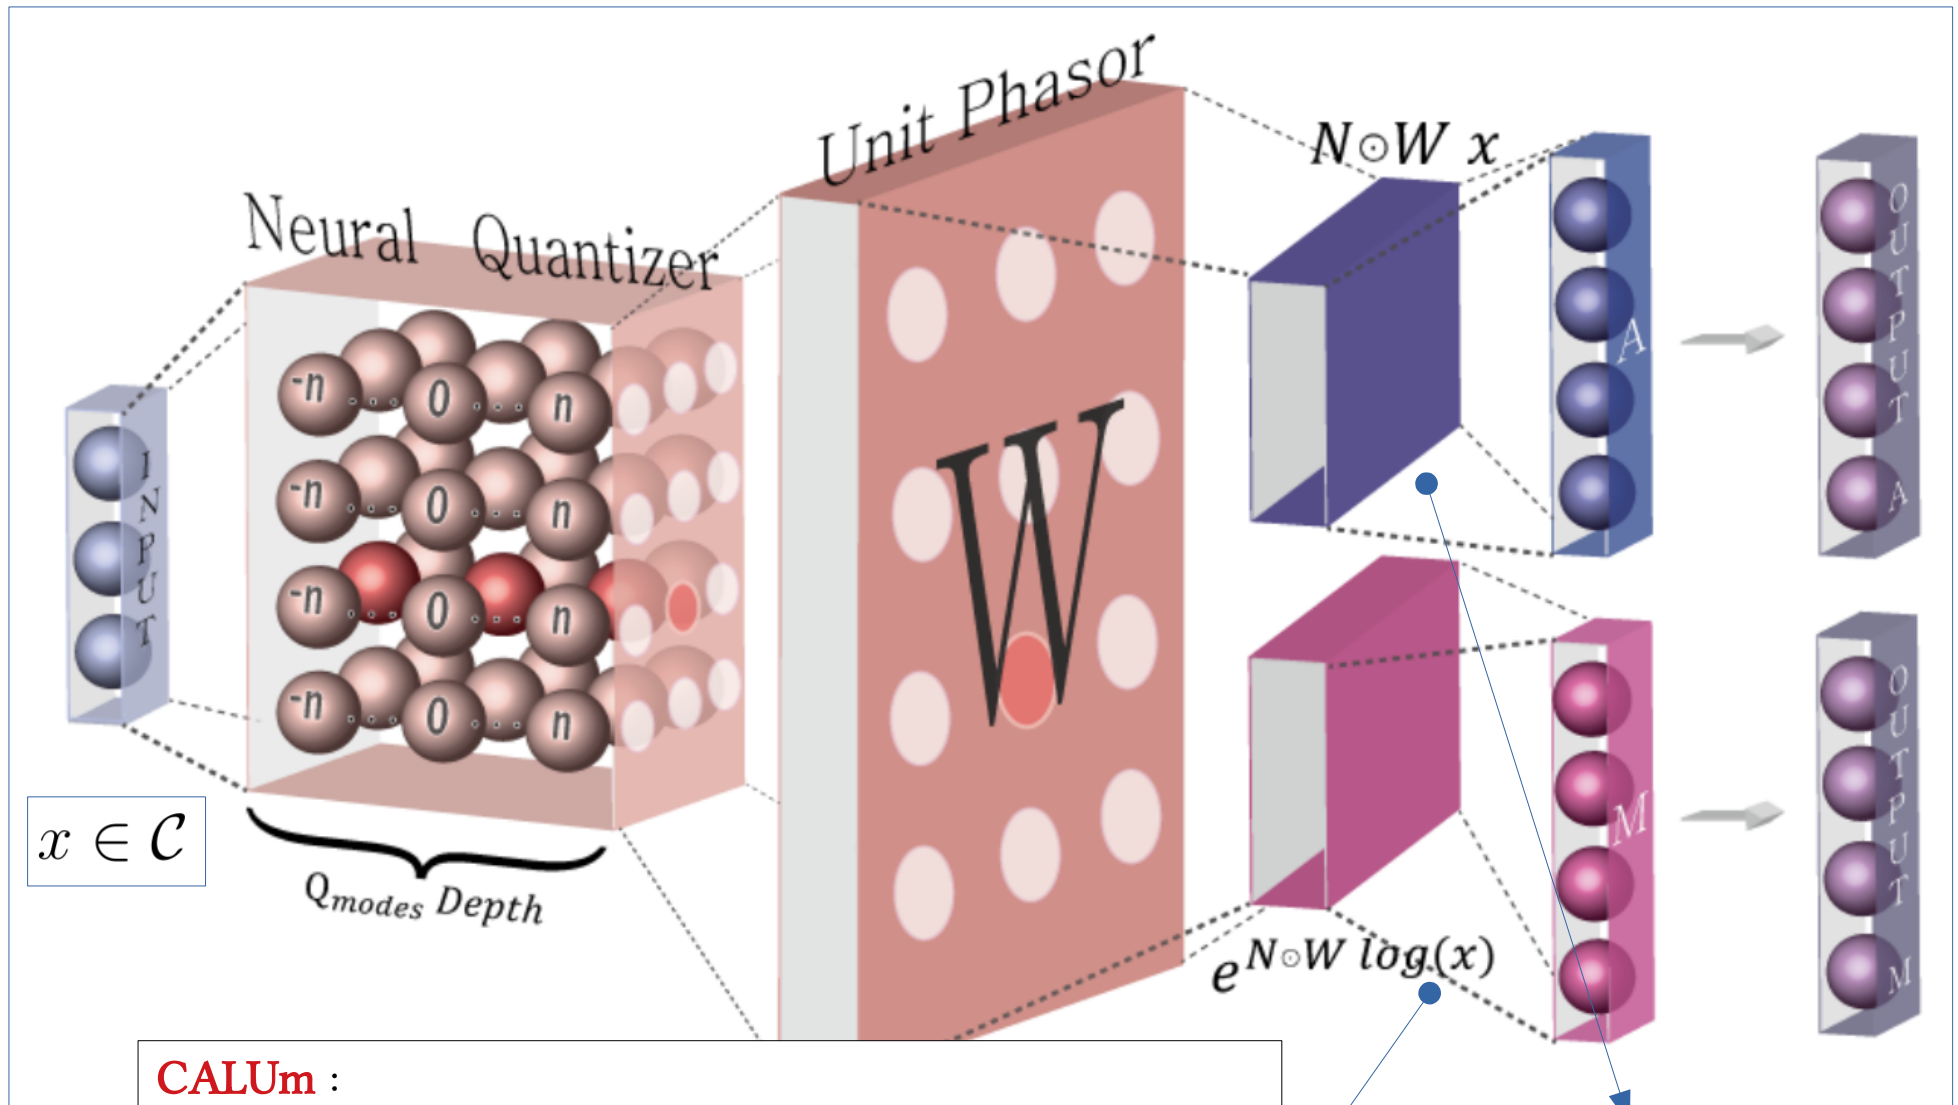 Unit Phasor
N⊙W x
Neural Quantizer
INPUT
-n ... 0 ... n
-n ... 0 ... n
-n ... 0 ... n
-n ... 0 ... n
W
A
OUTPUT A
x ∈ 𝒞
Q_modes Depth
M
OUTPUT M
e^{N⊙W log(x)}
CALUm :